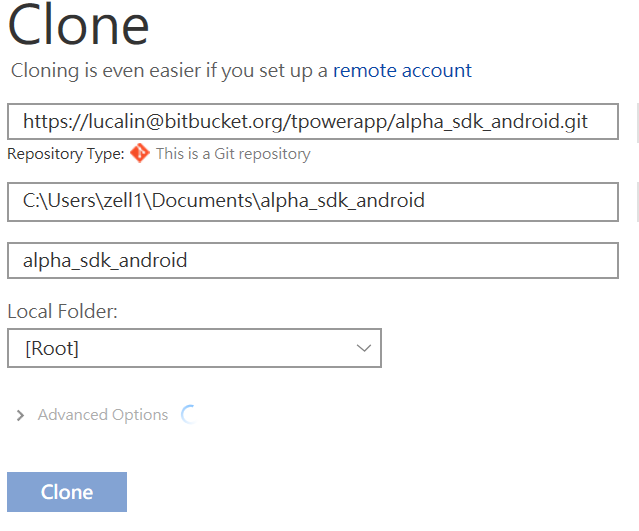 Clone
Cloning is even easier if you set up a remote account
https://lucalin@bitbucket.org/tpowerapp/alpha_sdk_android.git
Repository Type: This is a Git repository
C:\Users\zell1\Documents\alpha_sdk_android
alpha_sdk_android
Local Folder:
[Root]
Advanced Options
Clone